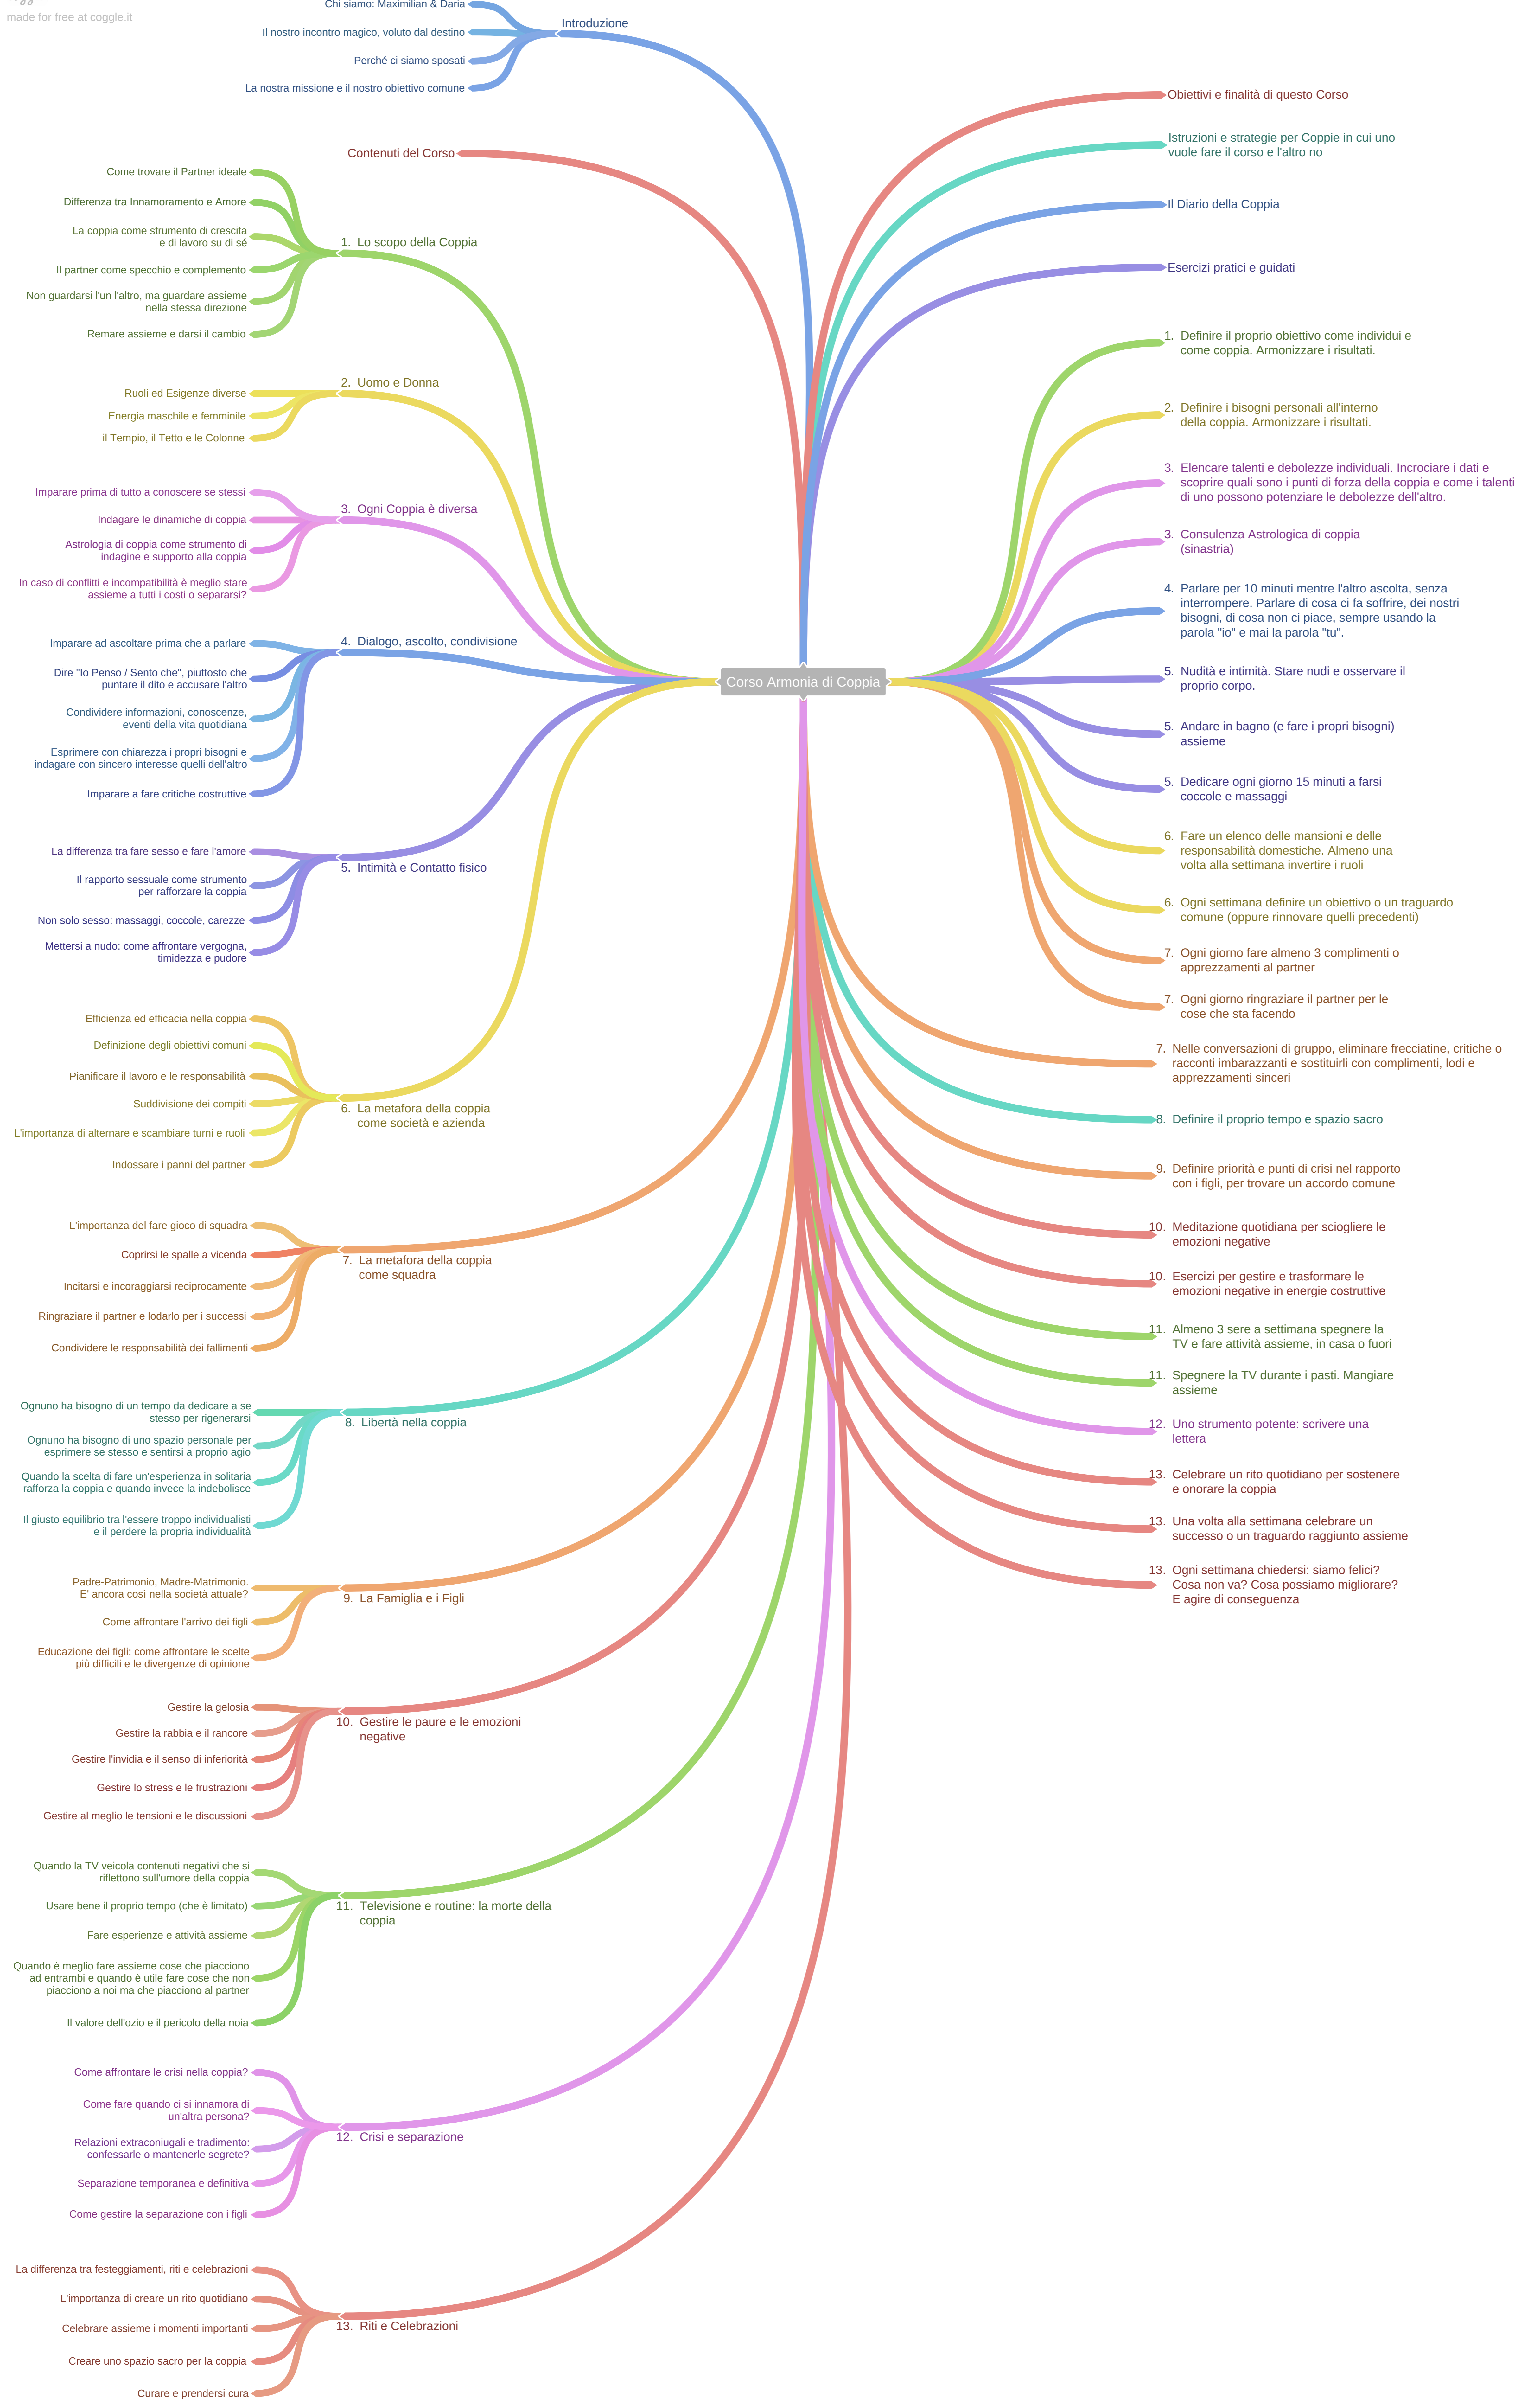 made for free at coggle.it
Chi siamo: Maximilian & Daria
Il nostro incontro magico, voluto dal destino
Perché ci siamo sposati
La nostra missione e il nostro obiettivo comune
Introduzione
Contenuti del Corso
Come trovare il Partner ideale
Differenza tra Innamoramento e Amore
La coppia come strumento di crescita
e di lavoro su di sé
Il partner come specchio e complemento
Non guardarsi l'un l'altro, ma guardare assieme
nella stessa direzione
Remare assieme e darsi il cambio
1. Lo scopo della Coppia
Ruoli ed Esigenze diverse
Energia maschile e femminile
il Tempio, il Tetto e le Colonne
2. Uomo e Donna
Imparare prima di tutto a conoscere se stessi
Indagare le dinamiche di coppia
Astrologia di coppia come strumento di
indagine e supporto alla coppia
In caso di conflitti e incompatibilità è meglio stare
assieme a tutti i costi o separarsi?
3. Ogni Coppia è diversa
Imparare ad ascoltare prima che a parlare
Dire "Io Penso / Sento che", piuttosto che
puntare il dito e accusare l'altro
Condividere informazioni, conoscenze,
eventi della vita quotidiana
Esprimere con chiarezza i propri bisogni e
indagare con sincero interesse quelli dell'altro
Imparare a fare critiche costruttive
4. Dialogo, ascolto, condivisione
La differenza tra fare sesso e fare l'amore
Il rapporto sessuale come strumento
per rafforzare la coppia
Non solo sesso: massaggi, coccole, carezze
Mettersi a nudo: come affrontare vergogna,
timidezza e pudore
5. Intimità e Contatto fisico
Efficienza ed efficacia nella coppia
Definizione degli obiettivi comuni
Pianificare il lavoro e le responsabilità
Suddivisione dei compiti
L'importanza di alternare e scambiare turni e ruoli
Indossare i panni del partner
6. La metafora della coppia
come società e azienda
L'importanza del fare gioco di squadra
Coprirsi le spalle a vicenda
Incitarsi e incoraggiarsi reciprocamente
Ringraziare il partner e lodarlo per i successi
Condividere le responsabilità dei fallimenti
7. La metafora della coppia
come squadra
Ognuno ha bisogno di un tempo da dedicare a se
stesso per rigenerarsi
Ognuno ha bisogno di uno spazio personale per
esprimere se stesso e sentirsi a proprio agio
Quando la scelta di fare un'esperienza in solitaria
rafforza la coppia e quando invece la indebolisce
Il giusto equilibrio tra l'essere troppo individualisti
e il perdere la propria individualità
8. Libertà nella coppia
Padre-Patrimonio, Madre-Matrimonio.
E' ancora così nella società attuale?
Come affrontare l'arrivo dei figli
Educazione dei figli: come affrontare le scelte
più difficili e le divergenze di opinione
9. La Famiglia e i Figli
Gestire la gelosia
Gestire la rabbia e il rancore
Gestire l'invidia e il senso di inferiorità
Gestire lo stress e le frustrazioni
Gestire al meglio le tensioni e le discussioni
10. Gestire le paure e le emozioni
negative
Quando la TV veicola contenuti negativi che si
riflettono sull'umore della coppia
Usare bene il proprio tempo (che è limitato)
Fare esperienze e attività assieme
Quando è meglio fare assieme cose che piacciono
ad entrambi e quando è utile fare cose che non
piacciono a noi ma che piacciono al partner
Il valore dell'ozio e il pericolo della noia
11. Televisione e routine: la morte della
coppia
Come affrontare le crisi nella coppia?
Come fare quando ci si innamora di
un'altra persona?
Relazioni extraconiugali e tradimento:
confessarle o mantenerle segrete?
Separazione temporanea e definitiva
Come gestire la separazione con i figli
12. Crisi e separazione
La differenza tra festeggiamenti, riti e celebrazioni
L'importanza di creare un rito quotidiano
Celebrare assieme i momenti importanti
Creare uno spazio sacro per la coppia
Curare e prendersi cura
13. Riti e Celebrazioni
Corso Armonia di Coppia
Obiettivi e finalità di questo Corso
Istruzioni e strategie per Coppie in cui uno
vuole fare il corso e l'altro no
Il Diario della Coppia
Esercizi pratici e guidati
1. Definire il proprio obiettivo come individui e
come coppia. Armonizzare i risultati.
2. Definire i bisogni personali all'interno
della coppia. Armonizzare i risultati.
3. Elencare talenti e debolezze individuali. Incrociare i dati e
scoprire quali sono i punti di forza della coppia e come i talenti
di uno possono potenziare le debolezze dell'altro.
3. Consulenza Astrologica di coppia
(sinastria)
4. Parlare per 10 minuti mentre l'altro ascolta, senza
interrompere. Parlare di cosa ci fa soffrire, dei nostri
bisogni, di cosa non ci piace, sempre usando la
parola "io" e mai la parola "tu".
5. Nudità e intimità. Stare nudi e osservare il
proprio corpo.
5. Andare in bagno (e fare i propri bisogni)
assieme
5. Dedicare ogni giorno 15 minuti a farsi
coccole e massaggi
6. Fare un elenco delle mansioni e delle
responsabilità domestiche. Almeno una
volta alla settimana invertire i ruoli
6. Ogni settimana definire un obiettivo o un traguardo
comune (oppure rinnovare quelli precedenti)
7. Ogni giorno fare almeno 3 complimenti o
apprezzamenti al partner
7. Ogni giorno ringraziare il partner per le
cose che sta facendo
7. Nelle conversazioni di gruppo, eliminare frecciatine, critiche o
racconti imbarazzanti e sostituirli con complimenti, lodi e
apprezzamenti sinceri
8. Definire il proprio tempo e spazio sacro
9. Definire priorità e punti di crisi nel rapporto
con i figli, per trovare un accordo comune
10. Meditazione quotidiana per sciogliere le
emozioni negative
10. Esercizi per gestire e trasformare le
emozioni negative in energie costruttive
11. Almeno 3 sere a settimana spegnere la
TV e fare attività assieme, in casa o fuori
11. Spegnere la TV durante i pasti. Mangiare
assieme
12. Uno strumento potente: scrivere una
lettera
13. Celebrare un rito quotidiano per sostenere
e onorare la coppia
13. Una volta alla settimana celebrare un
successo o un traguardo raggiunto assieme
13. Ogni settimana chiedersi: siamo felici?
Cosa non va? Cosa possiamo migliorare?
E agire di conseguenza